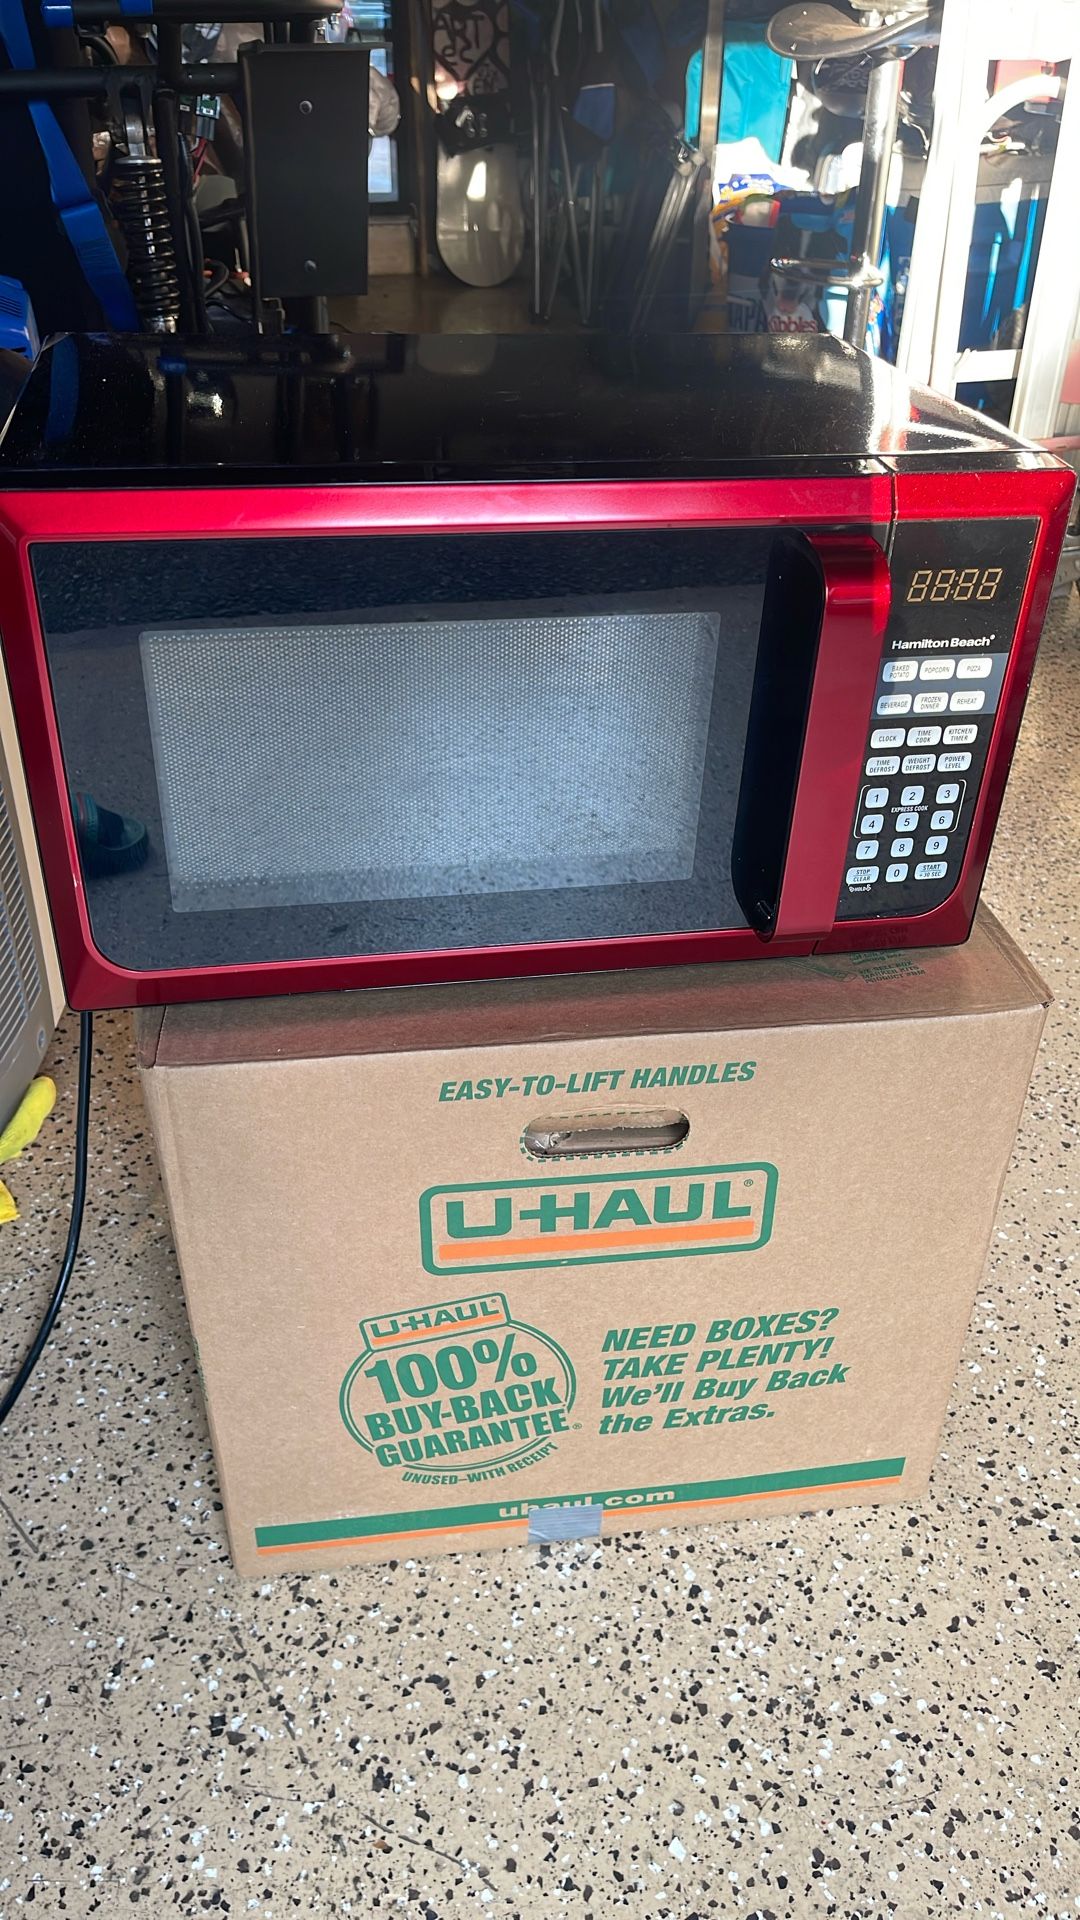 ART
Kibbles
88:88
Hamilton Beach®
BAKED POTATO
POPCORN
PIZZA
BEVERAGE
FROZEN DINNER
REHEAT
CLOCK
TIME COOK
KITCHEN TIMER
TIME DEFROST
WEIGHT DEFROST
POWER LEVEL
1 2 3
EXPRESS COOK
4 5 6
7 8 9
STOP CLEAR
0
START +30 SEC
HOLD
EASY-TO-LIFT HANDLES
U-HAUL®
U-HAUL®
100%
BUY-BACK
GUARANTEE®
UNUSED–WITH RECEIPT
NEED BOXES?
TAKE PLENTY!
We'll Buy Back
the Extras.
uhaul.com